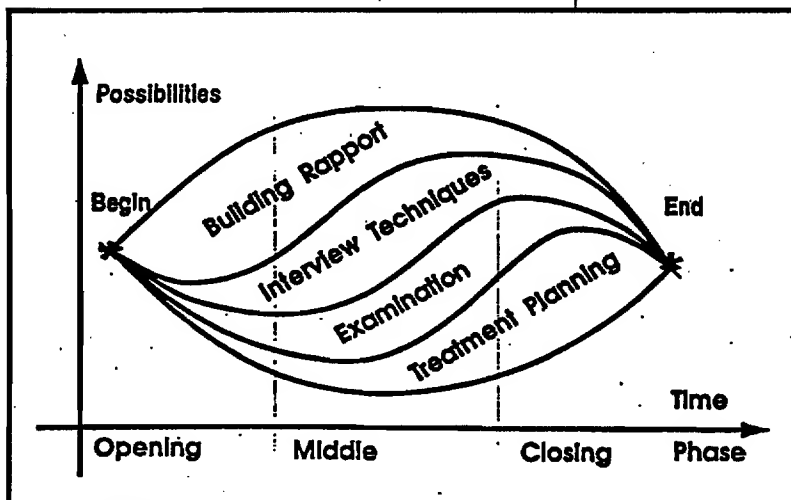 Possibilities
Building Rapport
Begin
Interview Techniques
End
Examination
Treatment Planning
Time
Opening Middle Closing Phase